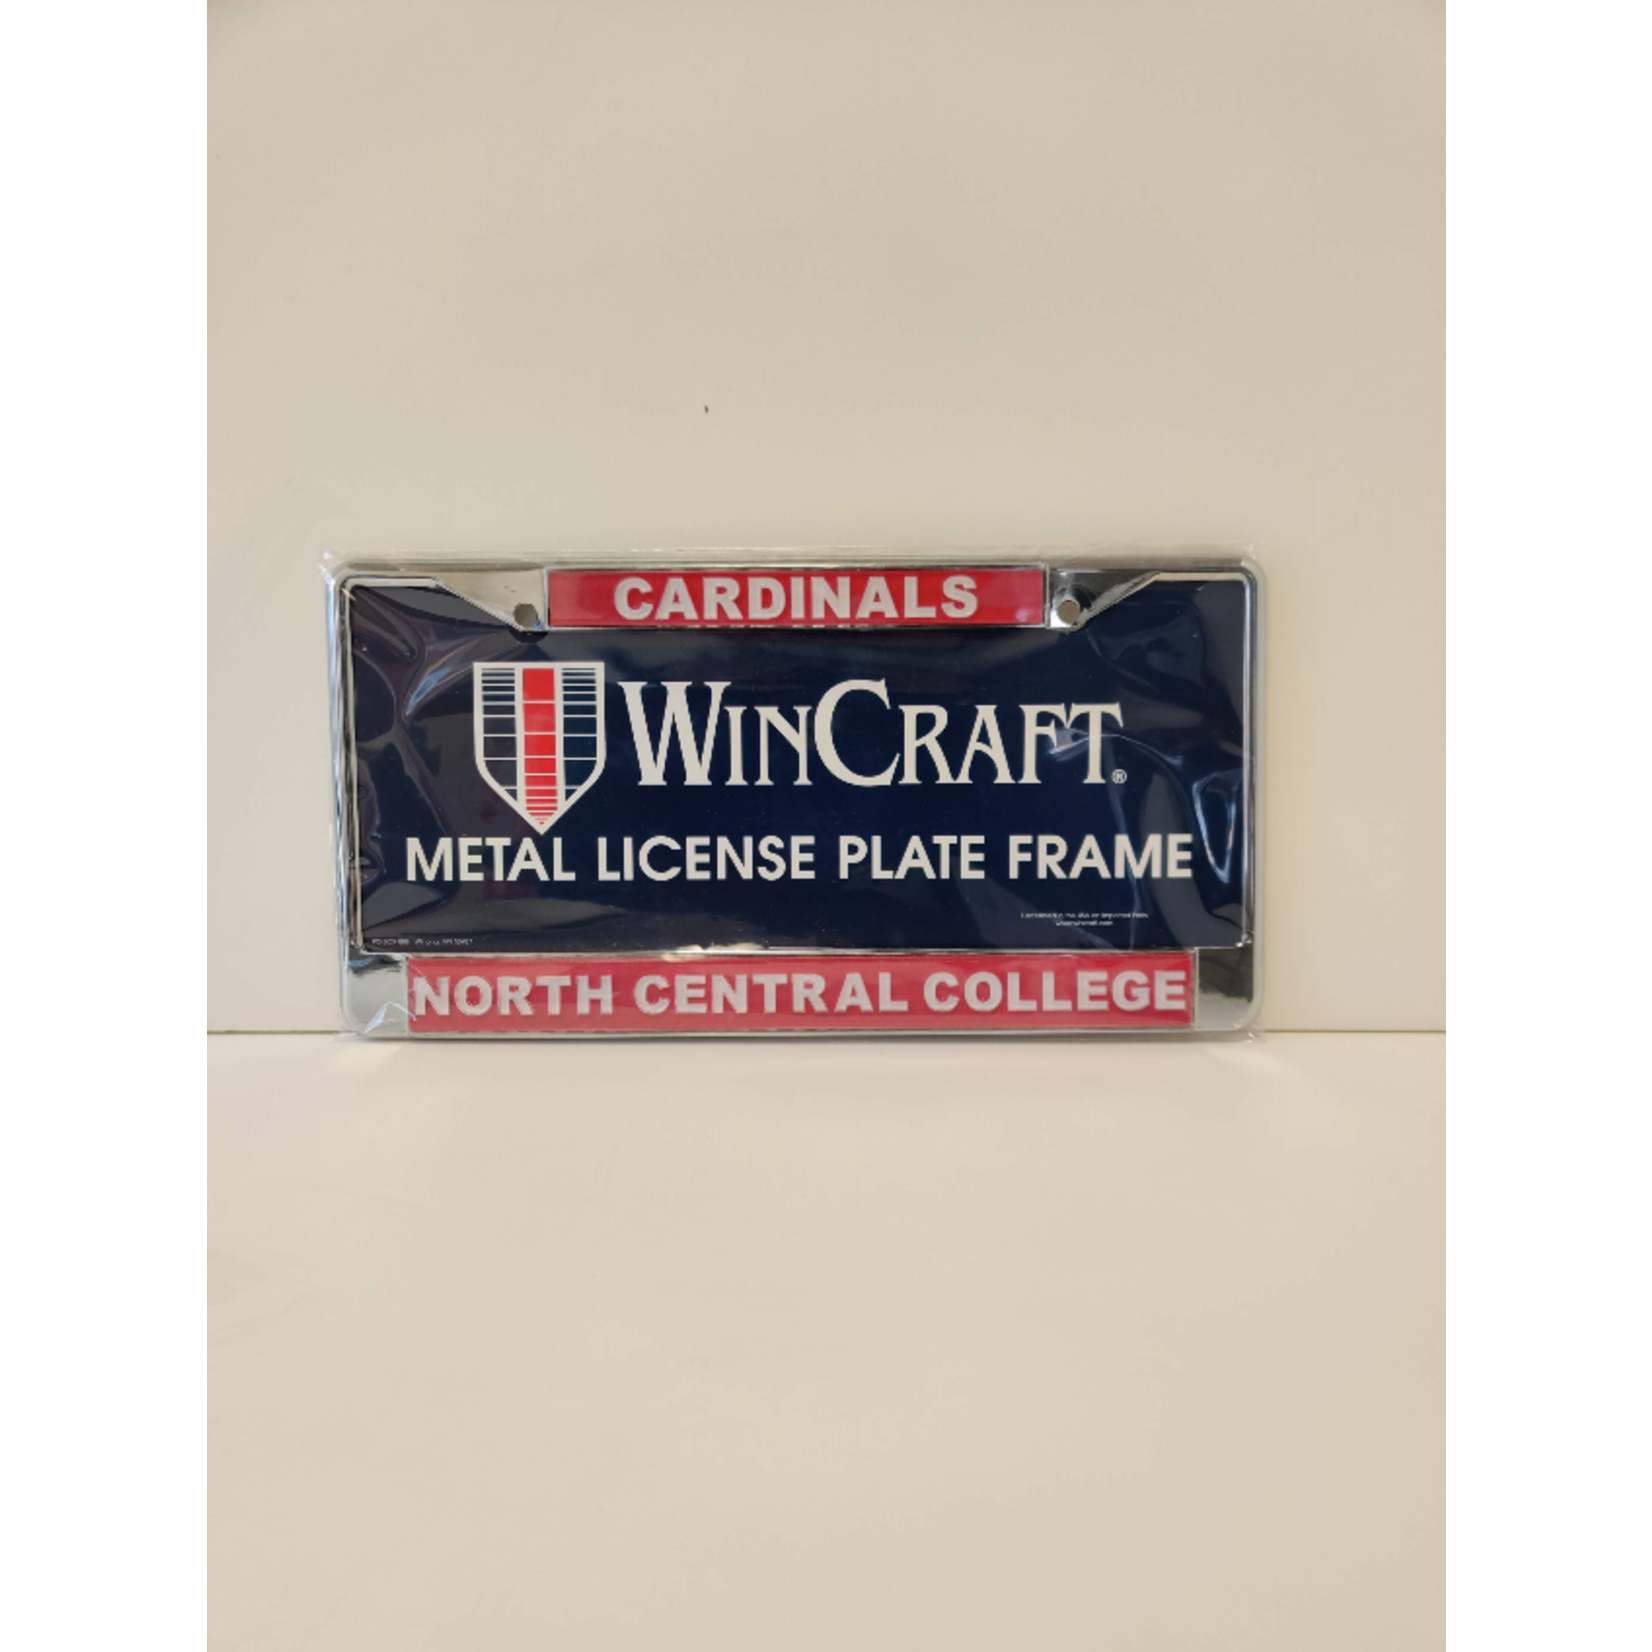 CARDINALS
WINCRAFT®
METAL LICENSE PLATE FRAME
NORTH CENTRAL COLLEGE